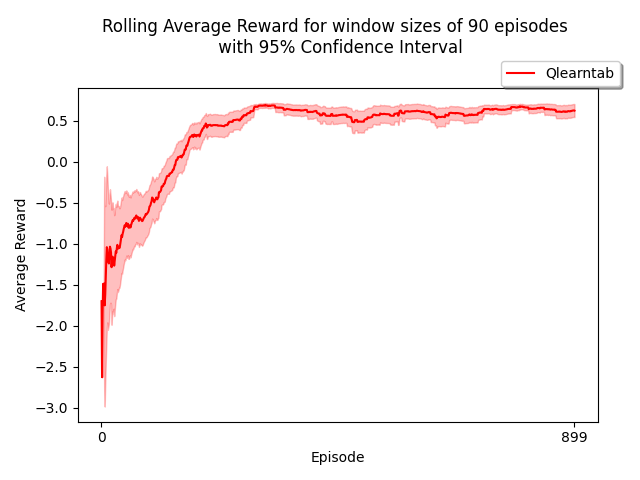 Rolling Average Reward for window sizes of 90 episodes
with 95% Confidence Interval
Qlearntab
0.5
0.0
−0.5
−1.0
−1.5
−2.0
−2.5
−3.0
Average Reward
0 899
Episode